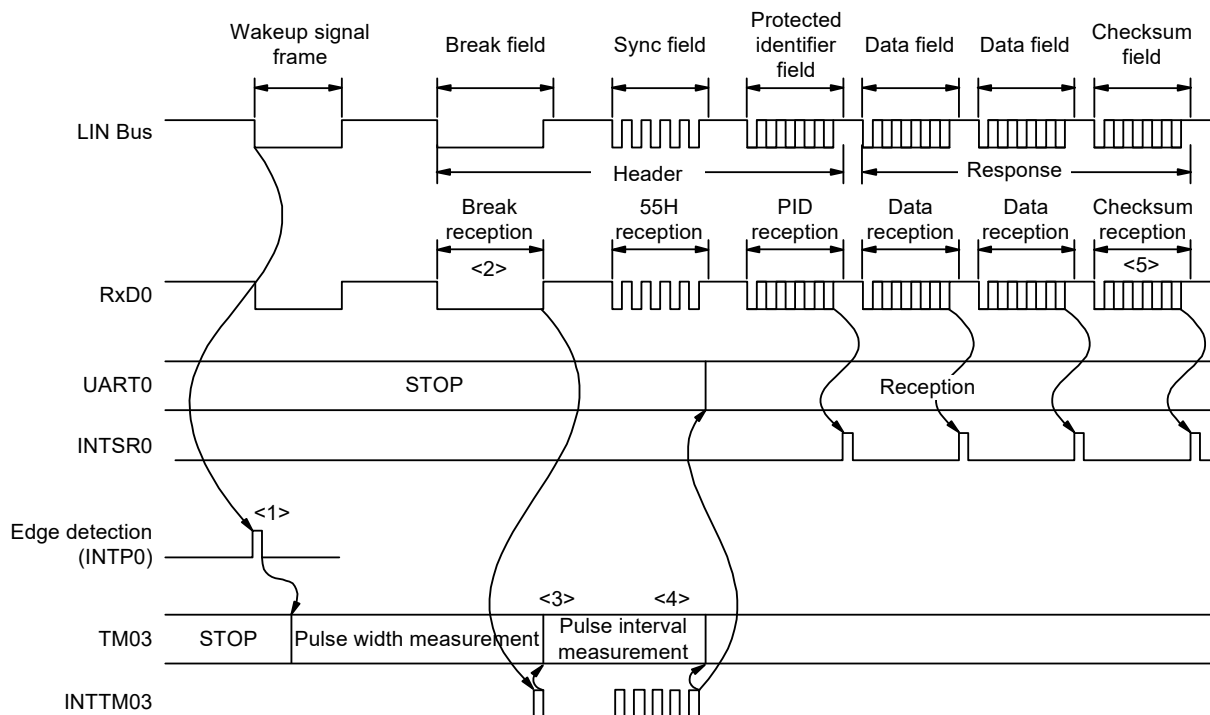 Wakeup signal
frame
Break field
Sync field
Protected
identifier
field
Data field
Data field
Checksum
field
LIN Bus
Header
Response
Break
reception
55H
reception
PID
reception
Data
reception
Data
reception
Checksum
reception
<2>
<5>
RxD0
UART0
STOP
Reception
INTSR0
<1>
Edge detection
(INTP0)
<3>
<4>
TM03
STOP
Pulse width measurement
Pulse interval
measurement
INTTM03